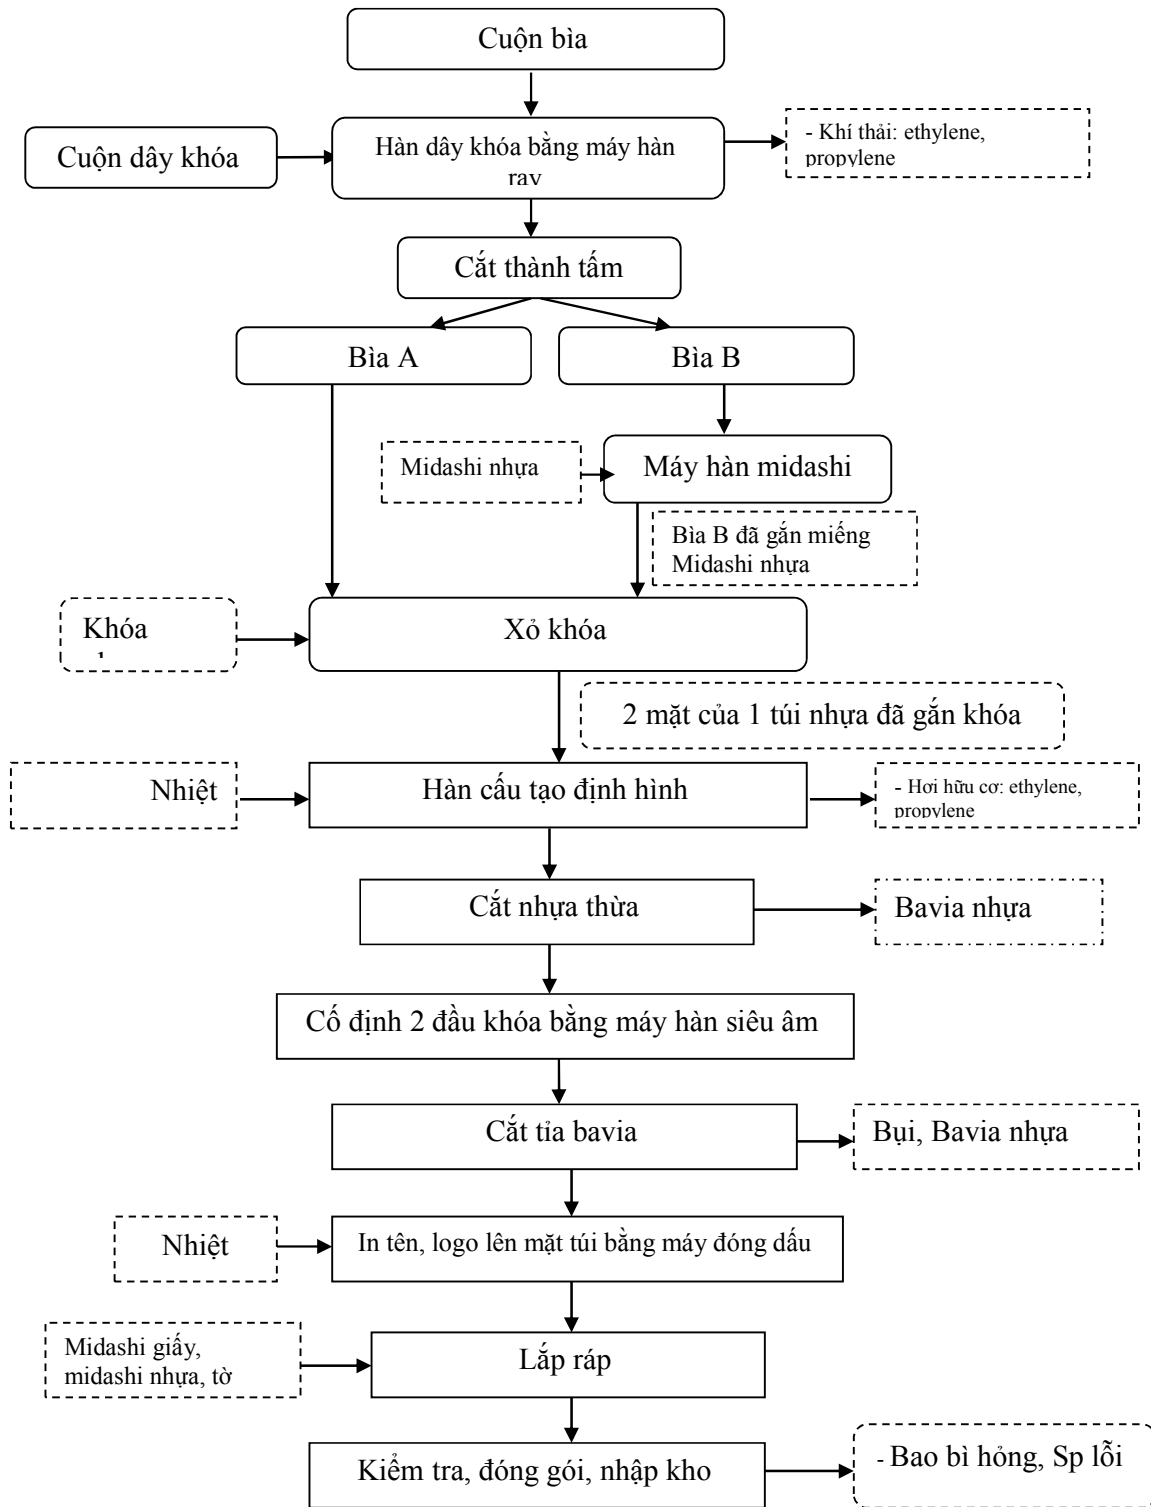 Cuộn bìa
Cuộn dây khóa
Hàn dây khóa bằng máy hàn
ray
- Khí thải: ethylene,
propylene
Cắt thành tấm
Bìa A
Bìa B
Midashi nhựa
Máy hàn midashi
Bìa B đã gắn miếng
Midashi nhựa
Khóa
Xỏ khóa
2 mặt của 1 túi nhựa đã gắn khóa
Nhiệt
Hàn cấu tạo định hình
- Hơi hữu cơ: ethylene,
propylene
Cắt nhựa thừa
Bavia nhựa
Cố định 2 đầu khóa bằng máy hàn siêu âm
Cắt tỉa bavia
Bụi, Bavia nhựa
Nhiệt
In tên, logo lên mặt túi bằng máy đóng dấu
Midashi giấy,
midashi nhựa, tờ
Lắp ráp
Kiểm tra, đóng gói, nhập kho
- Bao bì hỏng, Sp lỗi